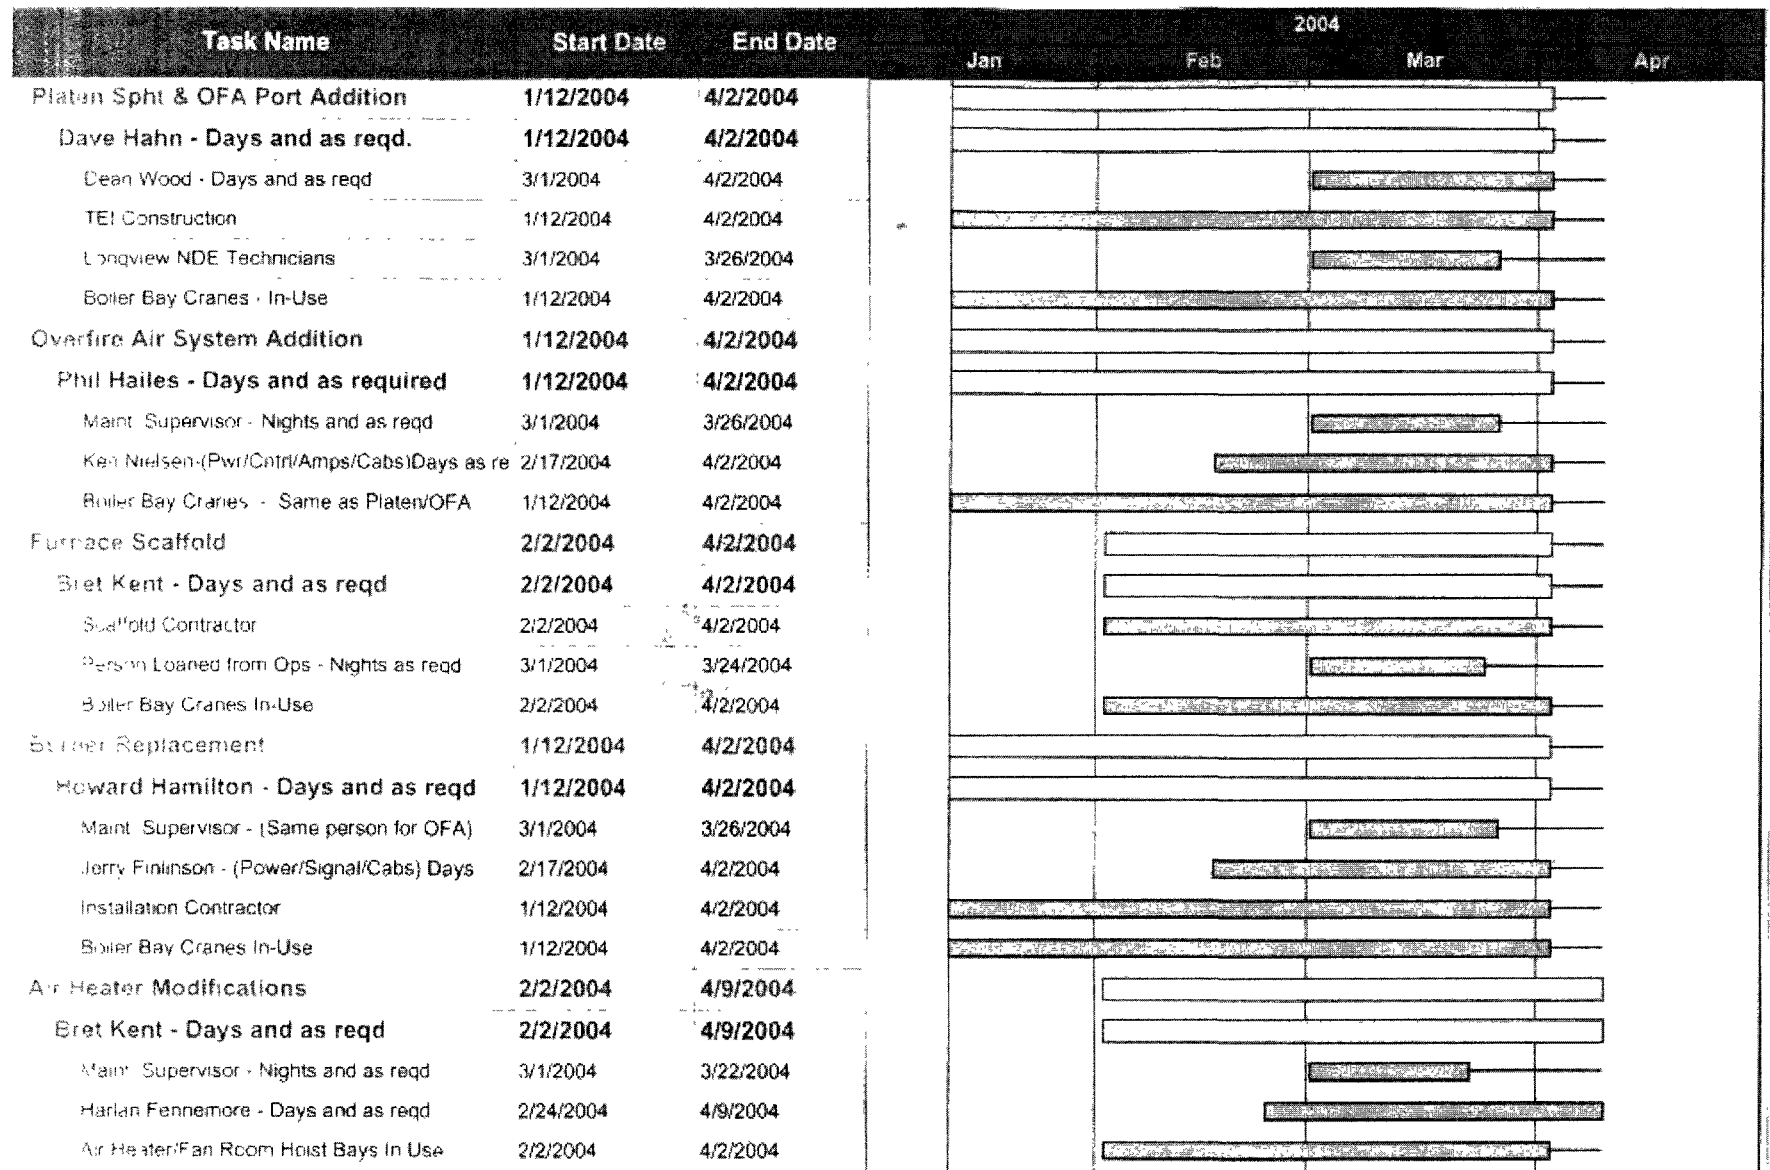 2004
Task Name Start Date End Date Jan Feb Mar Apr
Platen Split & OFA Port Addition 1/12/2004 4/2/2004
Dave Hahn - Days and as reqd. 1/12/2004 4/2/2004
Dean Wood - Days and as reqd 3/1/2004 4/2/2004
TEI Construction 1/12/2004 4/2/2004
Longview NDE Technicians 3/1/2004 3/26/2004
Boiler Bay Cranes - In-Use 1/12/2004 4/2/2004
Overfire Air System Addition 1/12/2004 4/2/2004
Phil Hailes - Days and as required 1/12/2004 4/2/2004
Maint. Supervisor - Nights and as reqd 3/1/2004 3/26/2004
Ken Nielsen-(Pwr/Cntrl/Amps/Cabs)Days as re 2/17/2004 4/2/2004
Boiler Bay Cranes - Same as Platen/OFA 1/12/2004 4/2/2004
Furnace Scaffold 2/2/2004 4/2/2004
Bret Kent - Days and as reqd 2/2/2004 4/2/2004
Scaffold Contractor 2/2/2004 4/2/2004
Person Loaned from Ops - Nights as reqd 3/1/2004 3/24/2004
Boiler Bay Cranes In-Use 2/2/2004 4/2/2004
Burner Replacement 1/12/2004 4/2/2004
Howard Hamilton - Days and as reqd 1/12/2004 4/2/2004
Maint. Supervisor - (Same person for OFA) 3/1/2004 3/26/2004
Jerry Finlinson - (Power/Signal/Cabs) Days 2/17/2004 4/2/2004
Installation Contractor 1/12/2004 4/2/2004
Boiler Bay Cranes In-Use 1/12/2004 4/2/2004
Air Heater Modifications 2/2/2004 4/9/2004
Bret Kent - Days and as reqd 2/2/2004 4/9/2004
Maint. Supervisor - Nights and as reqd 3/1/2004 3/22/2004
Harlan Fennemore - Days and as reqd 2/24/2004 4/9/2004
Air Heater/Fan Room Hoist Bays In Use 2/2/2004 4/2/2004